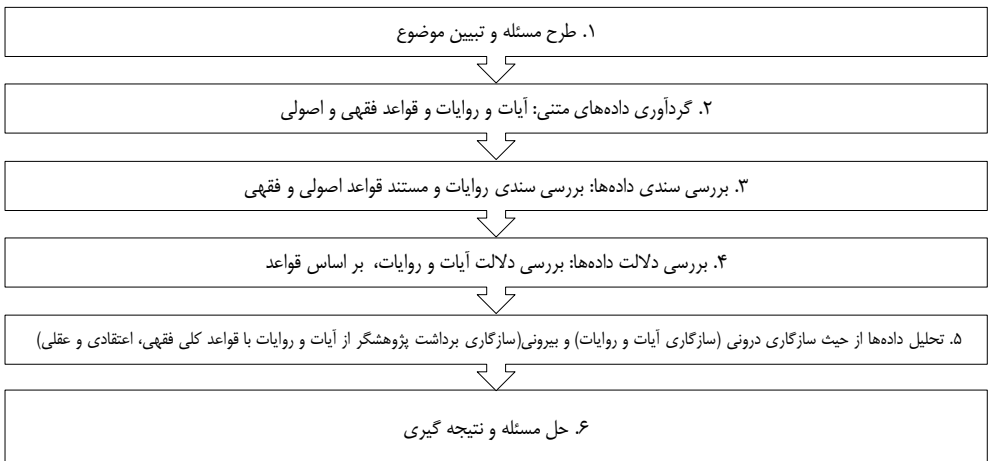 ۱. طرح مسئله و تبیین موضوع
۲. گردآوری داده‌های متنی: آیات و روایات و قواعد فقهی و اصولی
۳. بررسی سندی داده‌ها: بررسی سندی روایات و مستند قواعد اصولی و فقهی
۴. بررسی دلالت داده‌ها: بررسی دلالت آیات و روایات، بر اساس قواعد
۵. تحلیل داده‌ها از حیث سازگاری درونی (سازگاری آیات و روایات) و بیرونی(سازگاری برداشت پژوهشگر از آیات و روایات با قواعد کلی فقهی، اعتقادی و عقلی)
۶. حل مسئله و نتیجه گیری